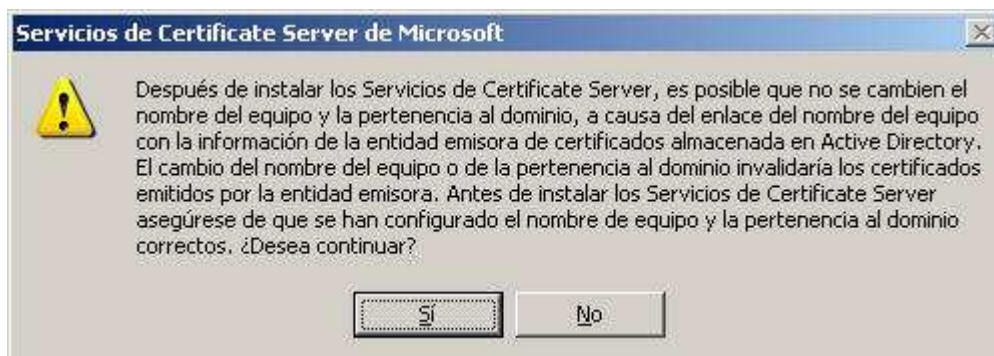 Servicios de Certificate Server de Microsoft
Después de instalar los Servicios de Certificate Server, es posible que no se cambien el
nombre del equipo y la pertenencia al dominio, a causa del enlace del nombre del equipo
con la información de la entidad emisora de certificados almacenada en Active Directory.
El cambio del nombre del equipo o de la pertenencia al dominio invalidaría los certificados
emitidos por la entidad emisora. Antes de instalar los Servicios de Certificate Server
asegúrese de que se han configurado el nombre de equipo y la pertenencia al dominio
correctos. ¿Desea continuar?
Sí No